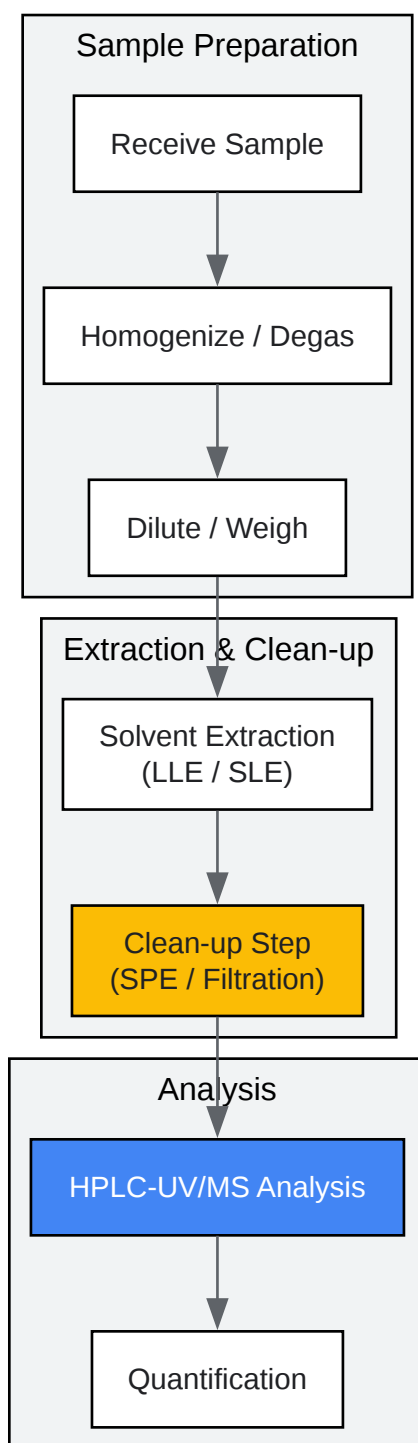 Sample Preparation
Receive Sample
Homogenize / Degas
Dilute / Weigh
Extraction & Clean-up
Solvent Extraction
(LLE / SLE)
Clean-up Step
(SPE / Filtration)
Analysis
HPLC-UV/MS Analysis
Quantification